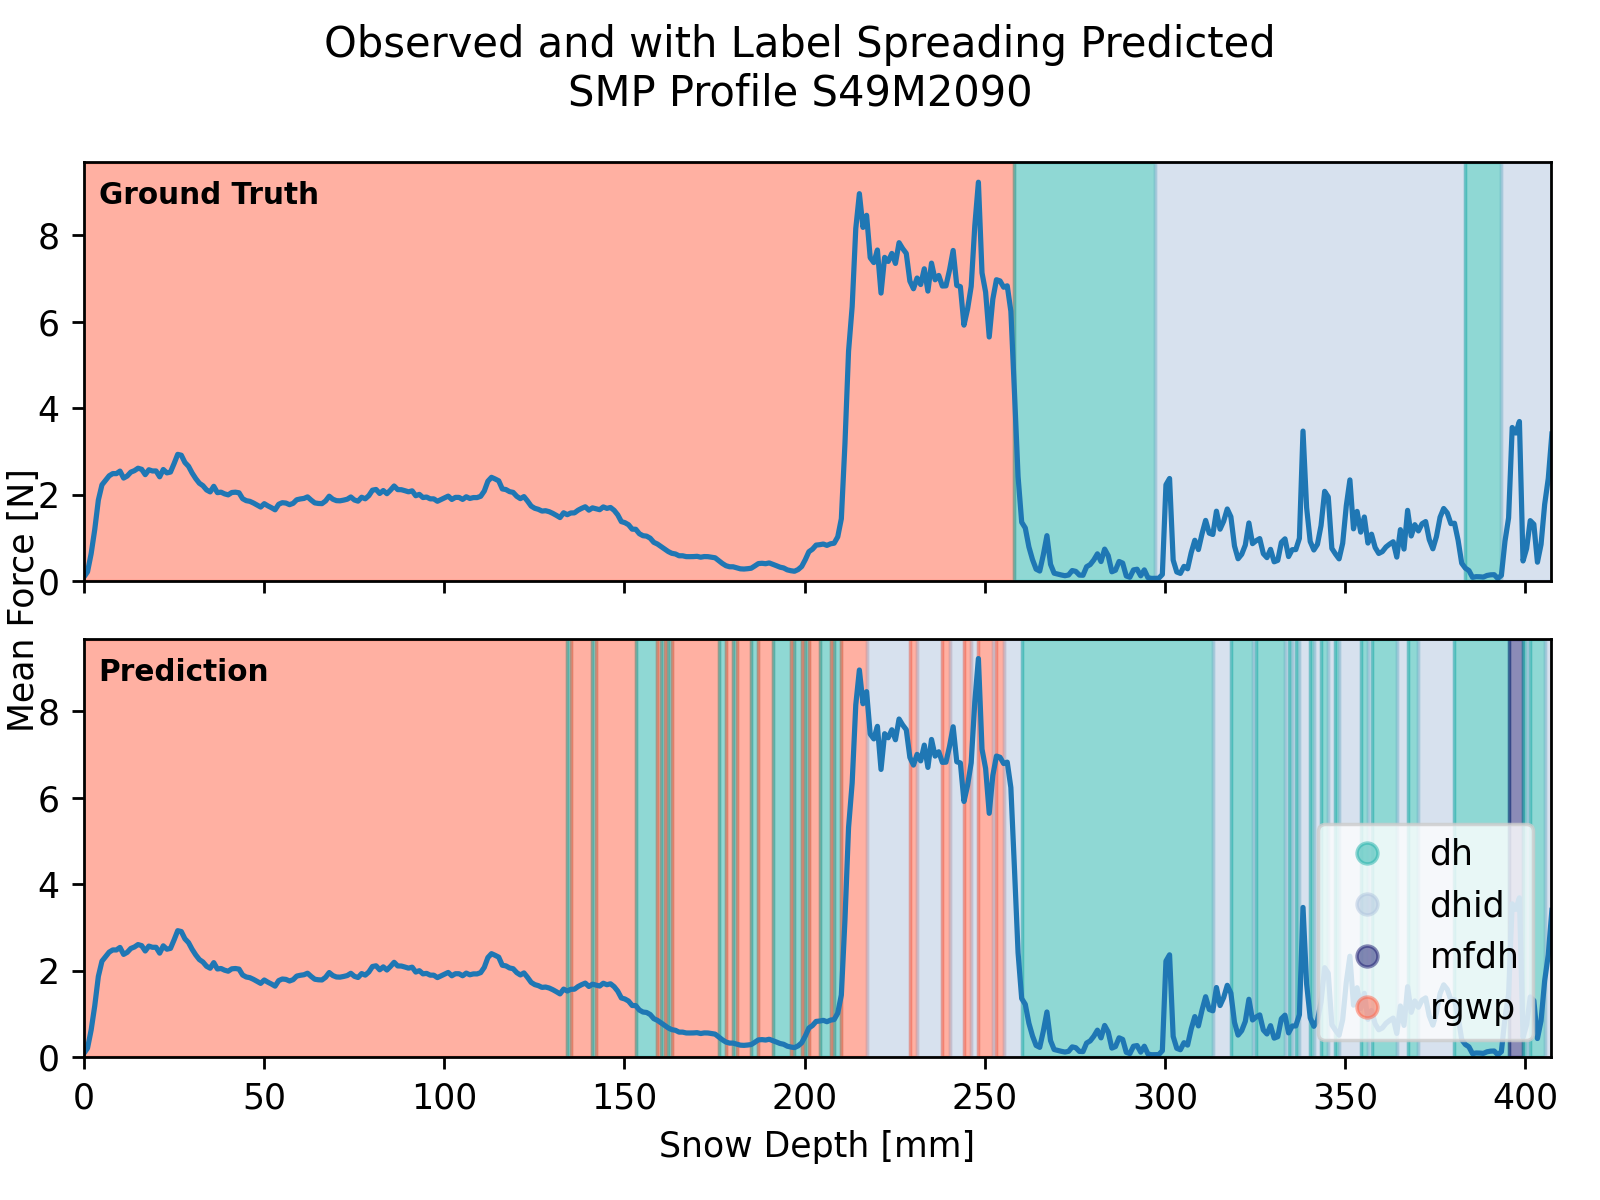 Observed and with Label Spreading Predicted
SMP Profile S49M2090
Ground Truth
8
6
4
2
0
Mean Force [N]
Prediction
8
6
4
2
0
dh
dhid
mfdh
rgwp
0 50 100 150 200 250 300 350 400
Snow Depth [mm]